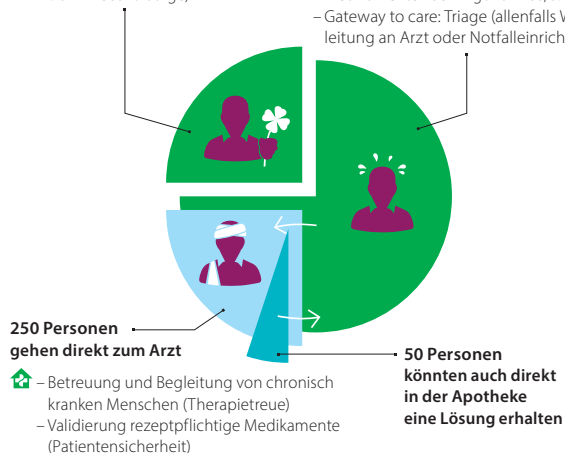 – Gateway to care: Triage (allenfalls
250 Personen
gehen direkt zum Arzt
– Betreuung und Begleitung von chronisch
kranken Menschen (Therapietreue)
– Validierung rezeptpflichtige Medikamente
(Patientensicherheit)
50 Personen
könnten auch direkt
in der Apotheke
eine Lösung erhalten
leitung an Arzt oder